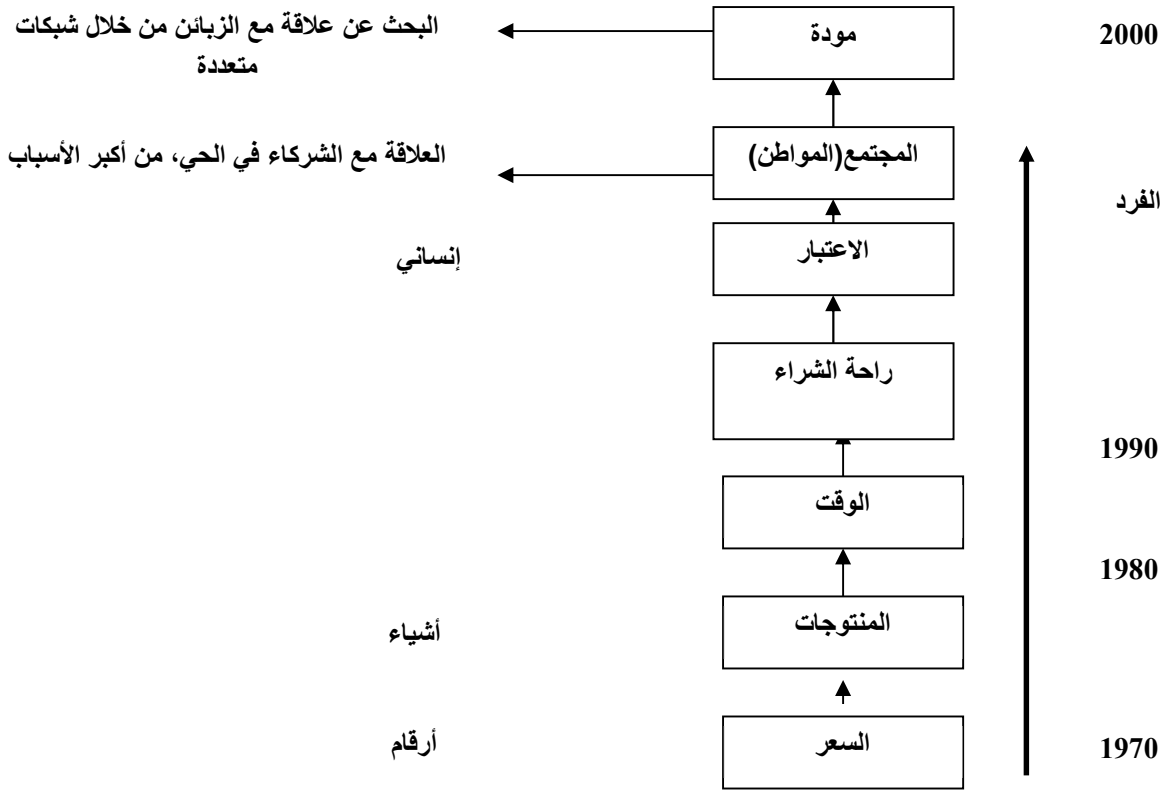 2000
مودة
البحث عن علاقة مع الزبائن من خلال شبكات
متعددة
المجتمع(المواطن)
العلاقة مع الشركاء في الحي، من أكبر الأسباب
الفرد
الاعتبار
إنساني
راحة الشراء
1990
الوقت
1980
المنتوجات
أشياء
1970
السعر
أرقام